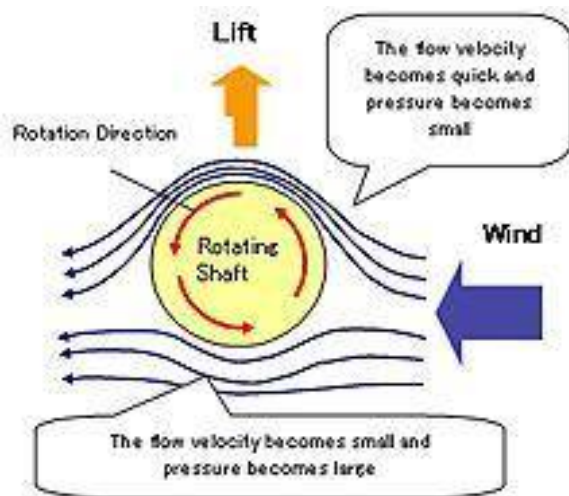 Lift
The flow velocity
becomes quick and
pressure becomes
small
Rotation Direction
Rotating
Shaft
Wind
The flow velocity becomes small and
pressure becomes large